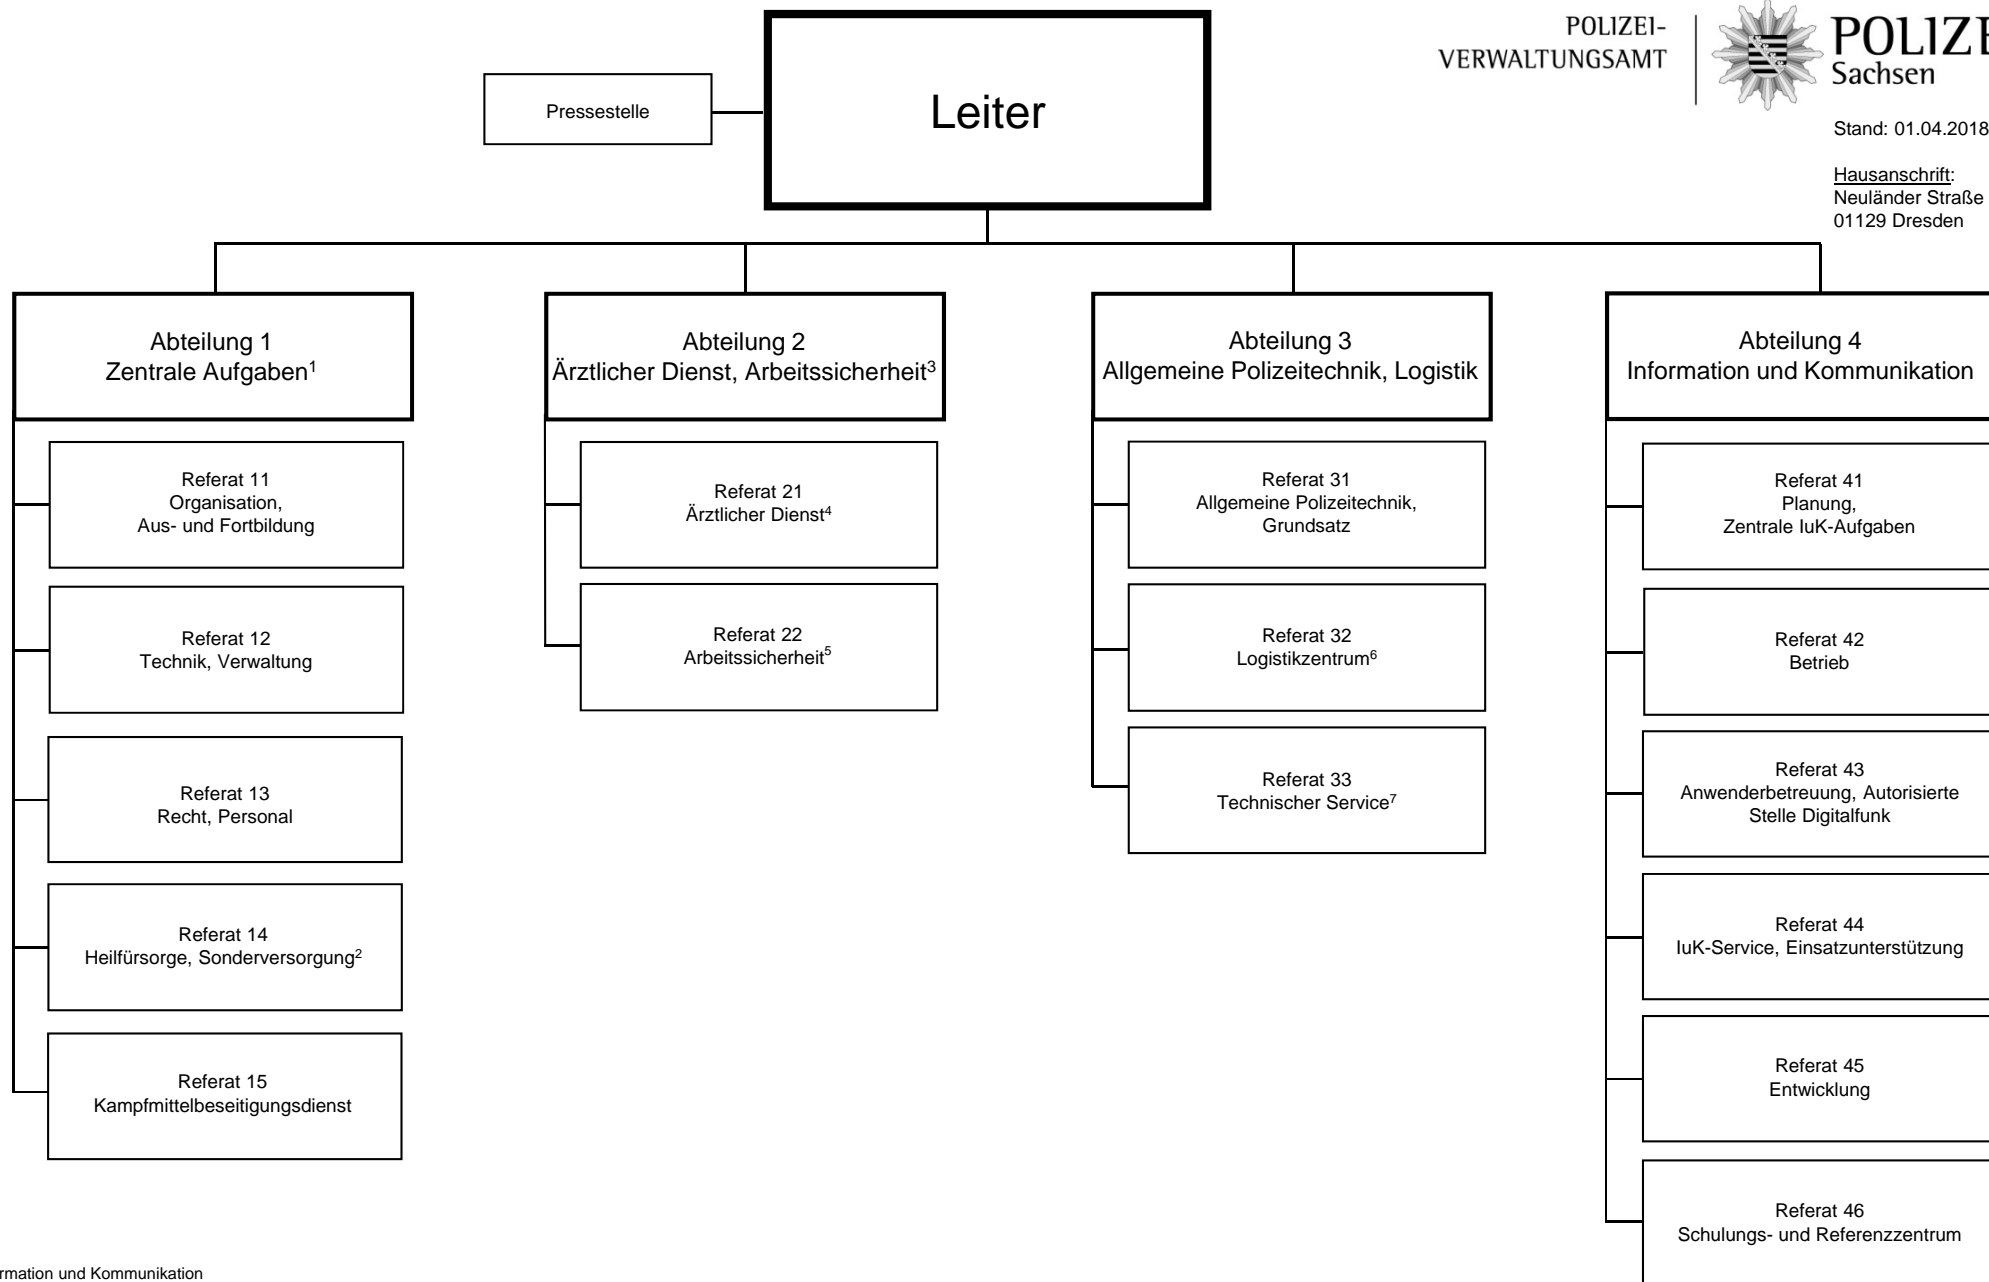 POLIZEI-
VERWALTUNGSAMT
POLIZE
Sachsen
Stand: 01.04.2018
Hausanschrift:
Neuländer Straße
01129 Dresden
Pressestelle
Leiter
Abteilung 1
Zentrale Aufgaben¹
Referat 11
Organisation,
Aus- und Fortbildung
Referat 12
Technik, Verwaltung
Referat 13
Recht, Personal
Referat 14
Heilfürsorge, Sonderversorgung²
Referat 15
Kampfmittelbeseitigungsdienst
Abteilung 2
Ärztlicher Dienst, Arbeitssicherheit³
Referat 21
Ärztlicher Dienst⁴
Referat 22
Arbeitssicherheit⁵
Abteilung 3
Allgemeine Polizeitechnik, Logistik
Referat 31
Allgemeine Polizeitechnik,
Grundsatz
Referat 32
Logistikzentrum⁶
Referat 33
Technischer Service⁷
Abteilung 4
Information und Kommunikation
Referat 41
Planung,
Zentrale IuK-Aufgaben
Referat 42
Betrieb
Referat 43
Anwenderbetreuung, Autorisierte
Stelle Digitalfunk
Referat 44
IuK-Service, Einsatzunterstützung
Referat 45
Entwicklung
Referat 46
Schulungs- und Referenzzentrum
rmation und Kommunikation